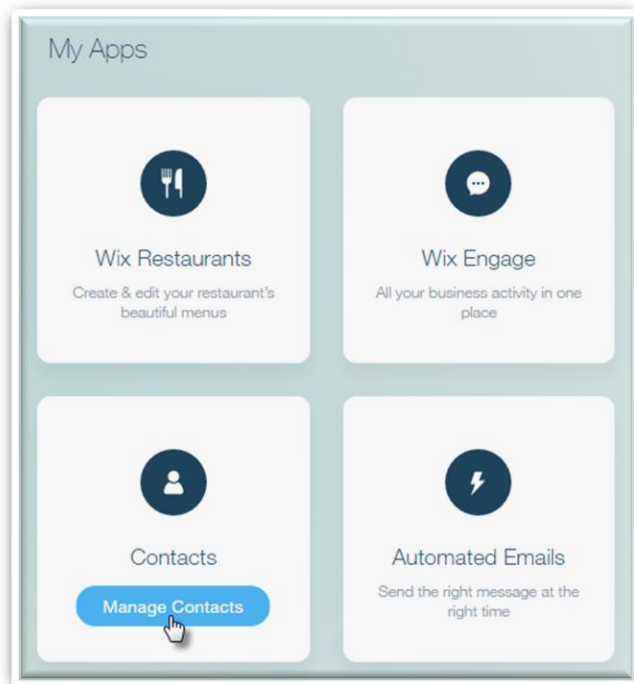 My Apps
Wix Restaurants
Create & edit your restaurant's
beautiful menus
Wix Engage
All your business activity in one
place
Contacts
Manage Contacts
Automated Emails
Send the right message at the
right time